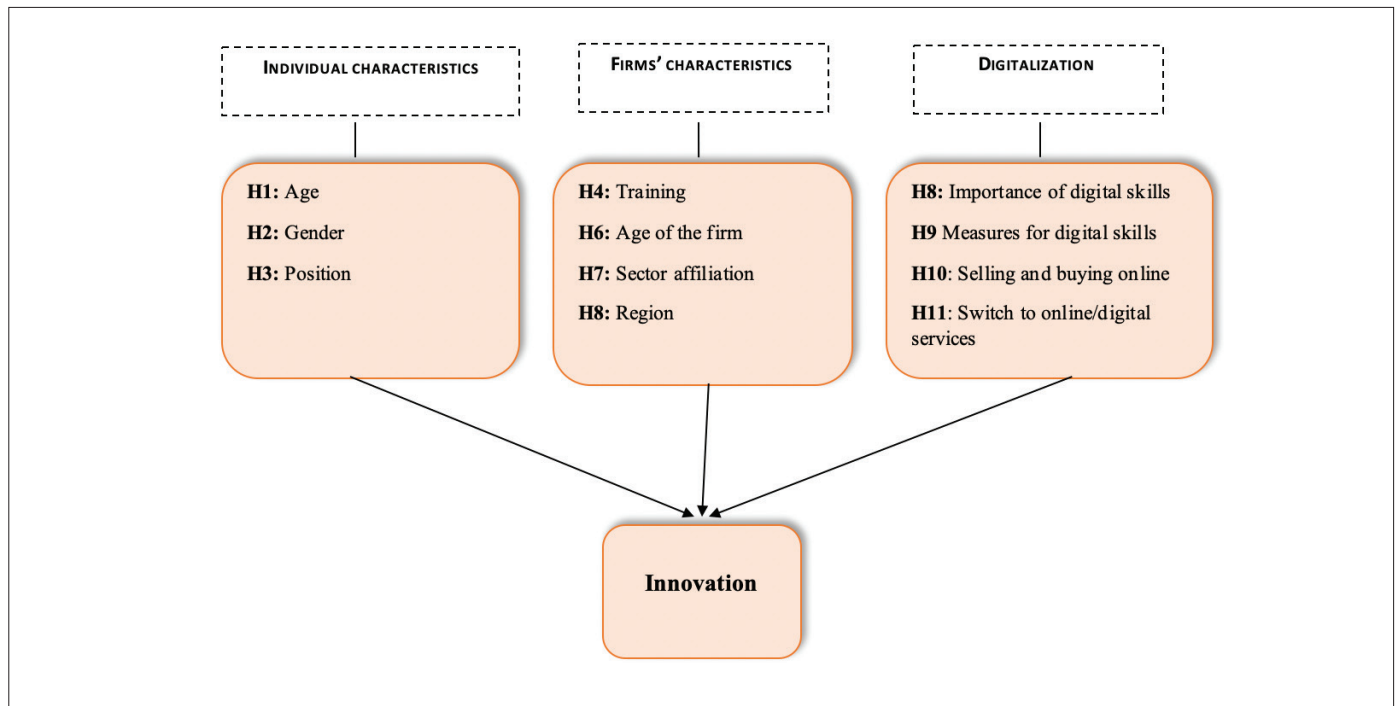 INDIVIDUAL CHARACTERISTICS
FIRMS' CHARACTERISTICS
DIGITALIZATION
H1: Age
H2: Gender
H3: Position
H4: Training
H6: Age of the firm
H7: Sector affiliation
H8: Region
H8: Importance of digital skills
H9 Measures for digital skills
H10: Selling and buying online
H11: Switch to online/digital
services
Innovation